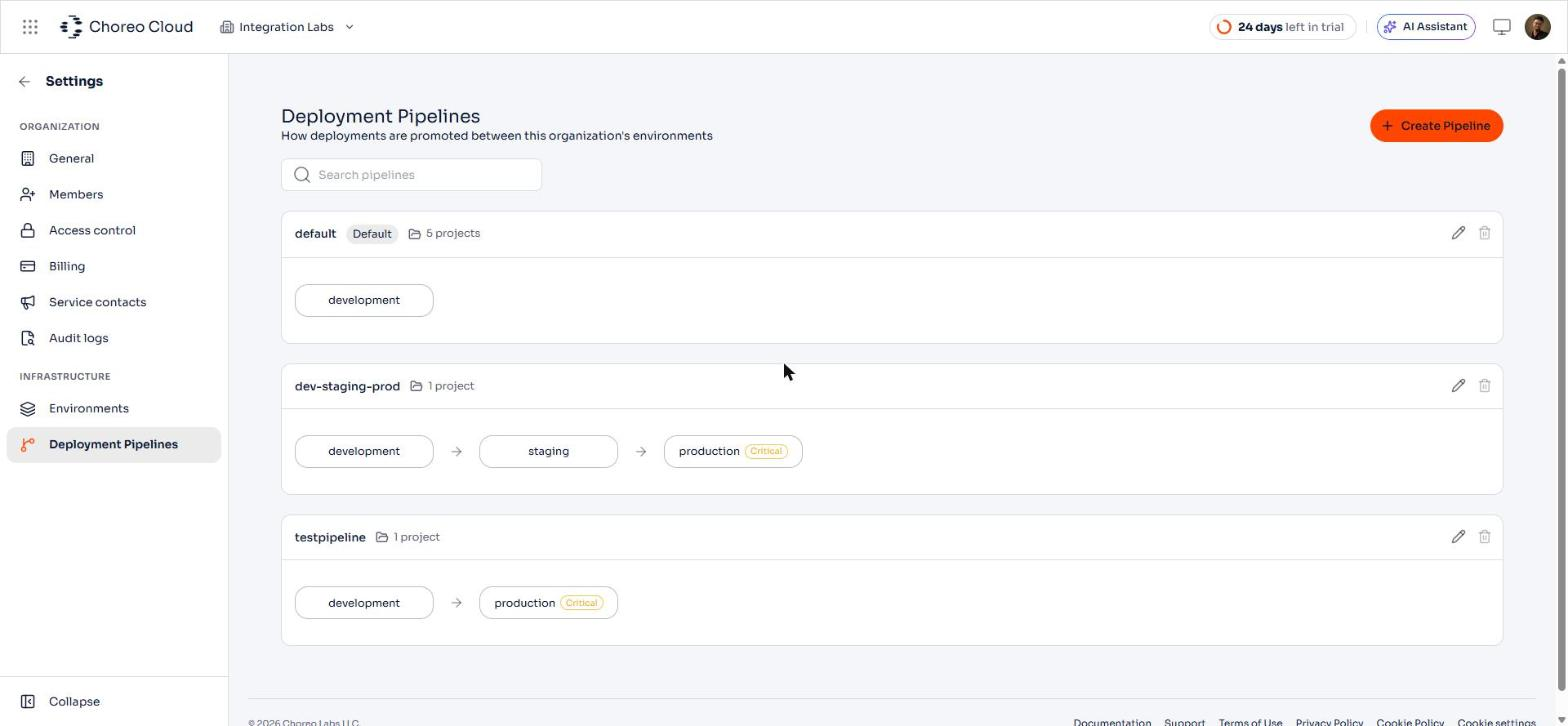 Choreo Cloud
Integration Labs
24 days left in trial
AI Assistant
Settings
ORGANIZATION
General
Members
Access control
Billing
Service contacts
Audit logs
INFRASTRUCTURE
Environments
Deployment Pipelines
Collapse
Deployment Pipelines
How deployments are promoted between this organization's environments
Create Pipeline
Search pipelines
default Default 5 projects
development
dev-staging-prod 1 project
development staging production Critical
testpipeline 1 project
development production Critical
© 2026 Choreo Labs LLC Documentation Support Terms of Use Privacy Policy Cookie Policy Cookie settings